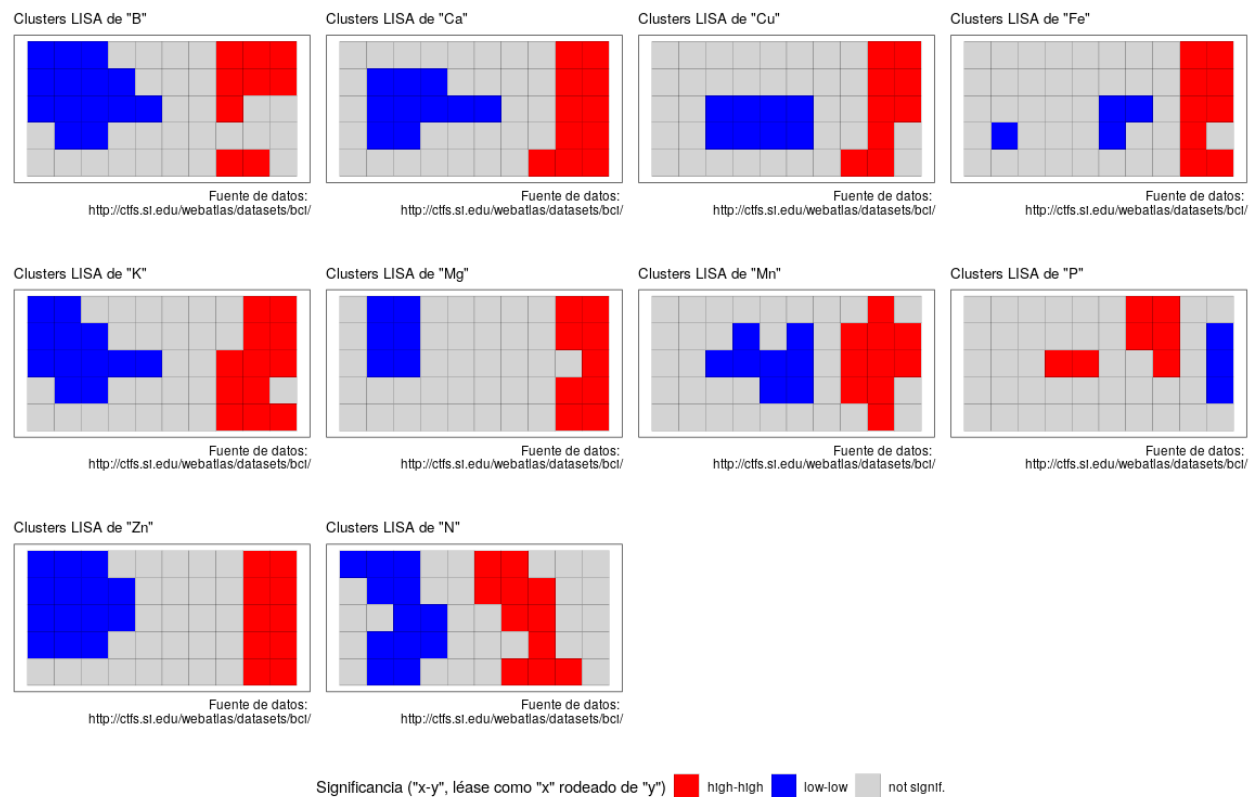 Clusters LISA de "B"
Clusters LISA de "Ca"
Clusters LISA de "Cu"
Clusters LISA de "Fe"
Fuente de datos:
http://ctfs.si.edu/webatlas/datasets/bci/
Fuente de datos:
http://ctfs.si.edu/webatlas/datasets/bci/
Fuente de datos:
http://ctfs.si.edu/webatlas/datasets/bci/
Fuente de datos:
http://ctfs.si.edu/webatlas/datasets/bci/
Clusters LISA de "K"
Clusters LISA de "Mg"
Clusters LISA de "Mn"
Clusters LISA de "P"
Fuente de datos:
http://ctfs.si.edu/webatlas/datasets/bci/
Fuente de datos:
http://ctfs.si.edu/webatlas/datasets/bci/
Fuente de datos:
http://ctfs.si.edu/webatlas/datasets/bci/
Fuente de datos:
http://ctfs.si.edu/webatlas/datasets/bci/
Clusters LISA de "Zn"
Clusters LISA de "N"
Fuente de datos:
http://ctfs.si.edu/webatlas/datasets/bci/
Fuente de datos:
http://ctfs.si.edu/webatlas/datasets/bci/
Significancia ("x-y", léase como "x" rodeado de "y") high-high low-low not signif.